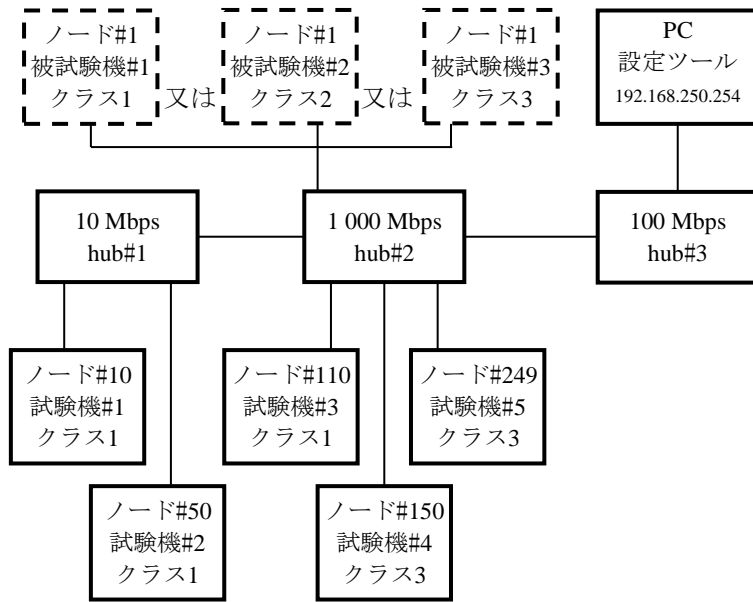 ノード#1
被試験機#1
クラス1
又は
ノード#1
被試験機#2
クラス2
又は
ノード#1
被試験機#3
クラス3
PC
設定ツール
192.168.250.254
10 Mbps
hub#1
1 000 Mbps
hub#2
100 Mbps
hub#3
ノード#10
試験機#1
クラス1
ノード#110
試験機#3
クラス1
ノード#249
試験機#5
クラス3
ノード#50
試験機#2
クラス1
ノード#150
試験機#4
クラス3